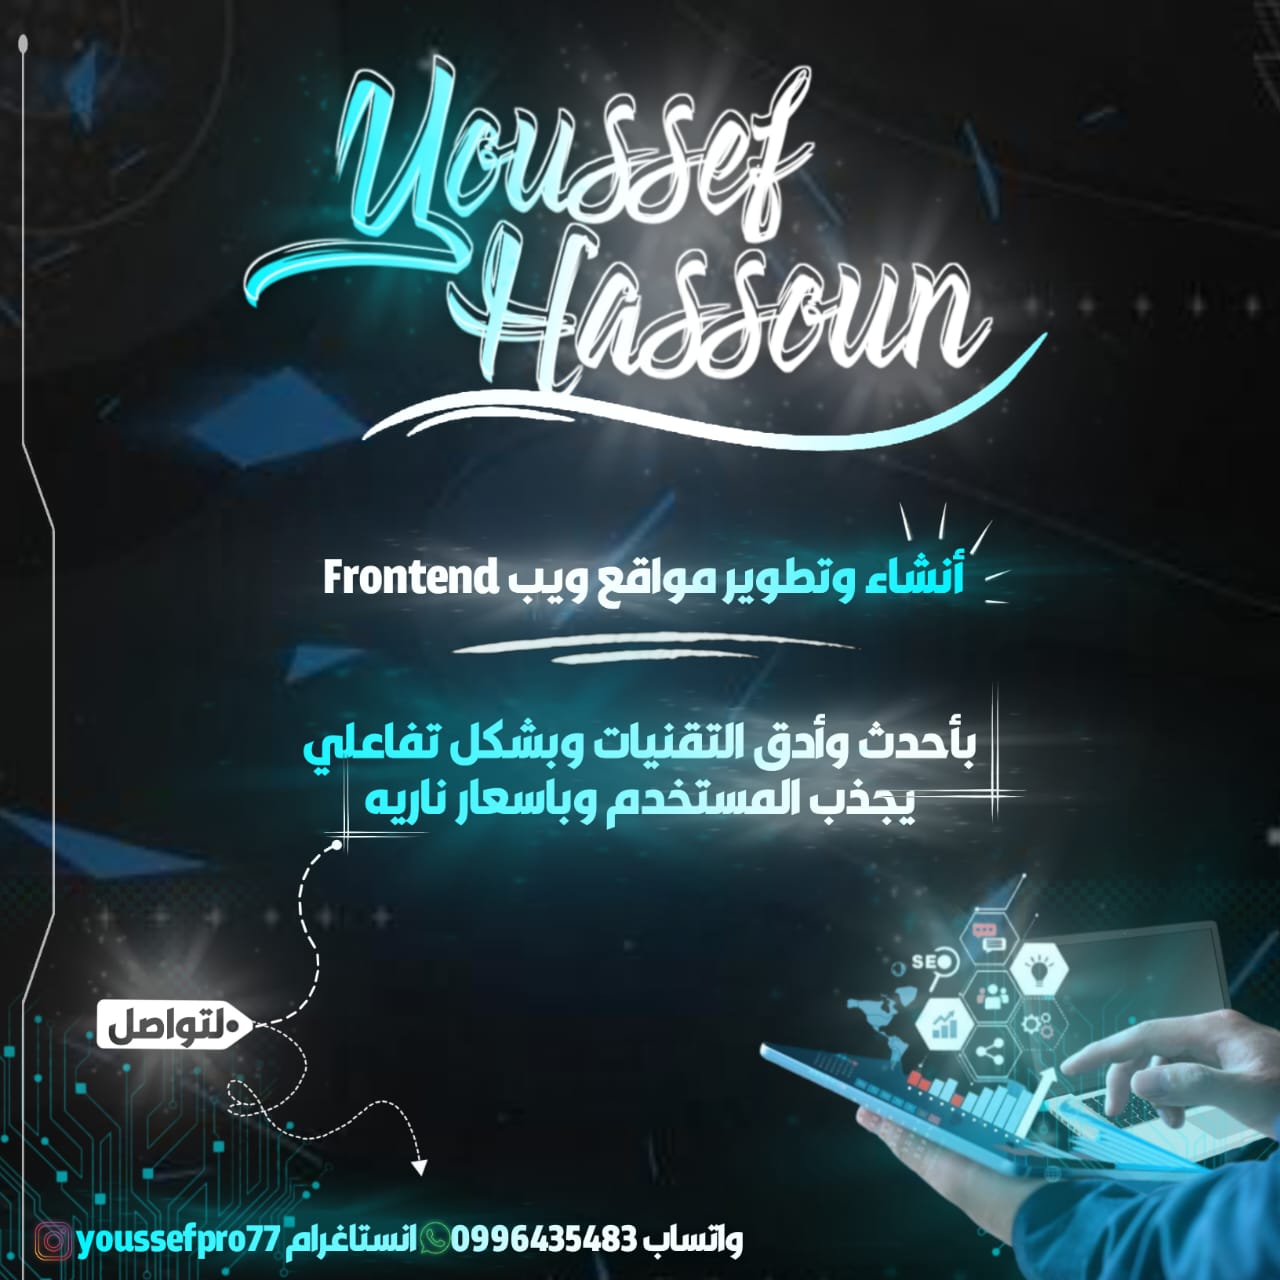 Youssef
Hassoun
أنشاء وتطوير مواقع ويب Frontend
بأحدث وأدق التقنيات وبشكل تفاعلي
يجذب المستخدم وباسعار ناريه
SEO
لتواصل
واتساب 0996435483 انستاغرام youssefpro77